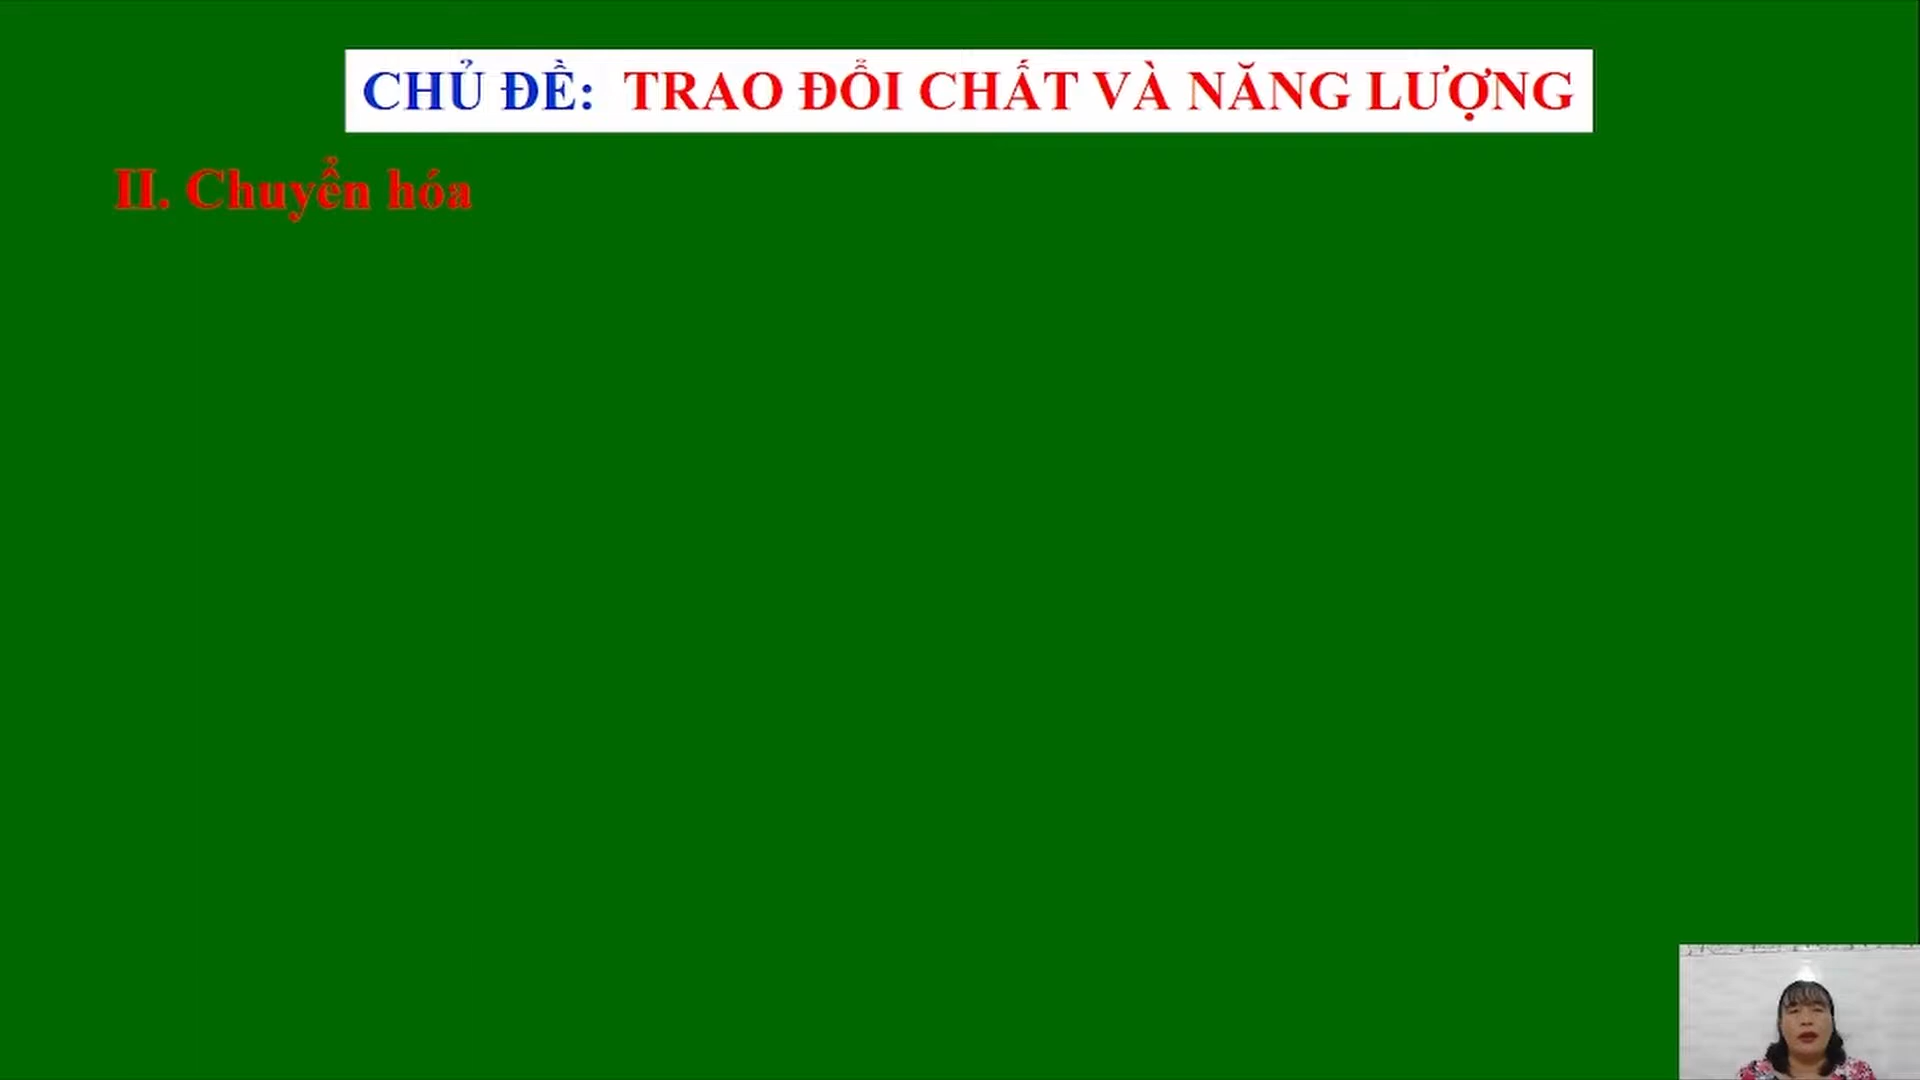 CHỦ ĐỀ: TRAO ĐỔI CHẤT VÀ NĂNG LƯỢNG
II. Chuyển hóa